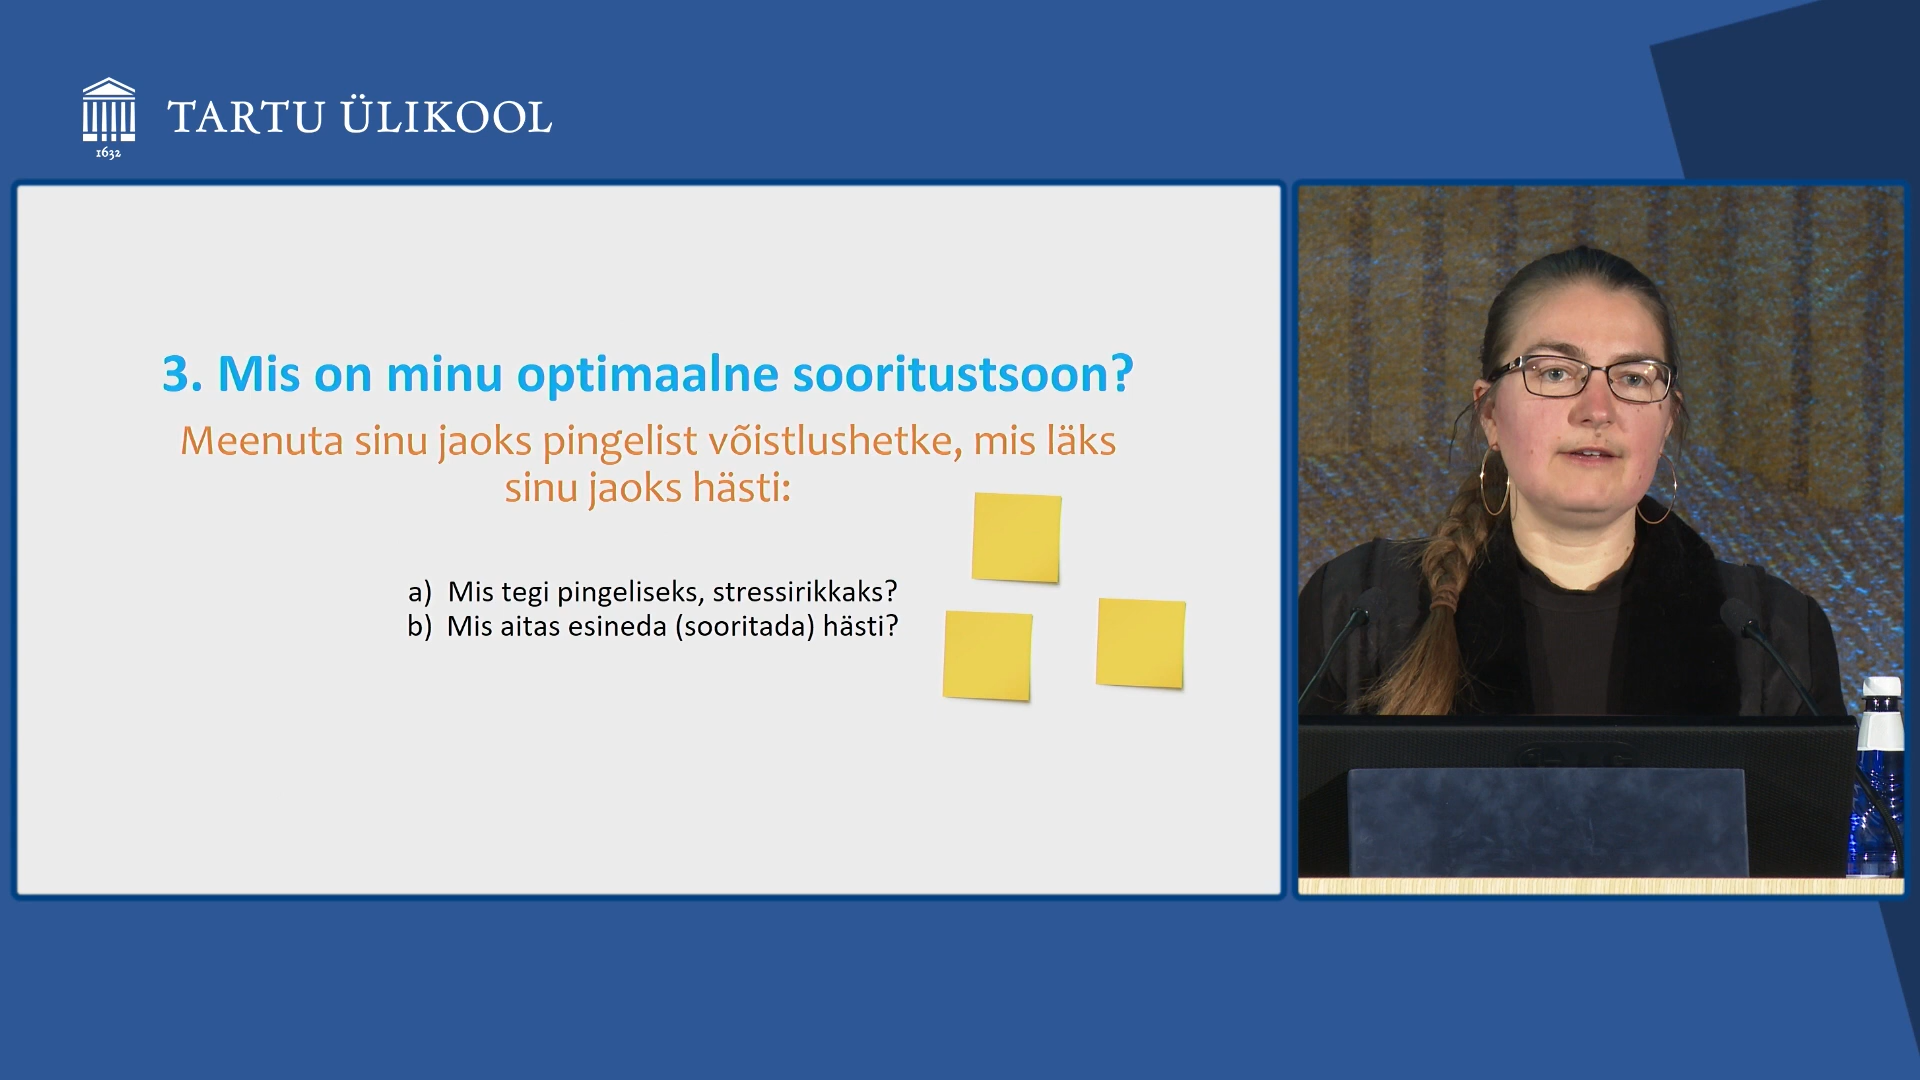 TARTU ÜLIKOOL
1632
3. Mis on minu optimaalne sooritustsoon?
Meenuta sinu jaoks pingelist võistlushetke, mis läks
sinu jaoks hästi:
a) Mis tegi pingeliseks, stressirikkaks?
b) Mis aitas esineda (sooritada) hästi?